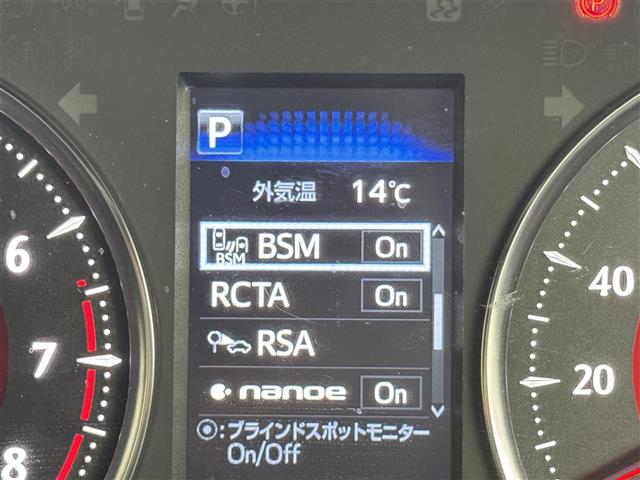 P
P
外気温 14℃
BSM BSM On
RCTA On
RSA
nanoe On
:ブラインドスポットモニター
On/Off
6
7
8
40
20